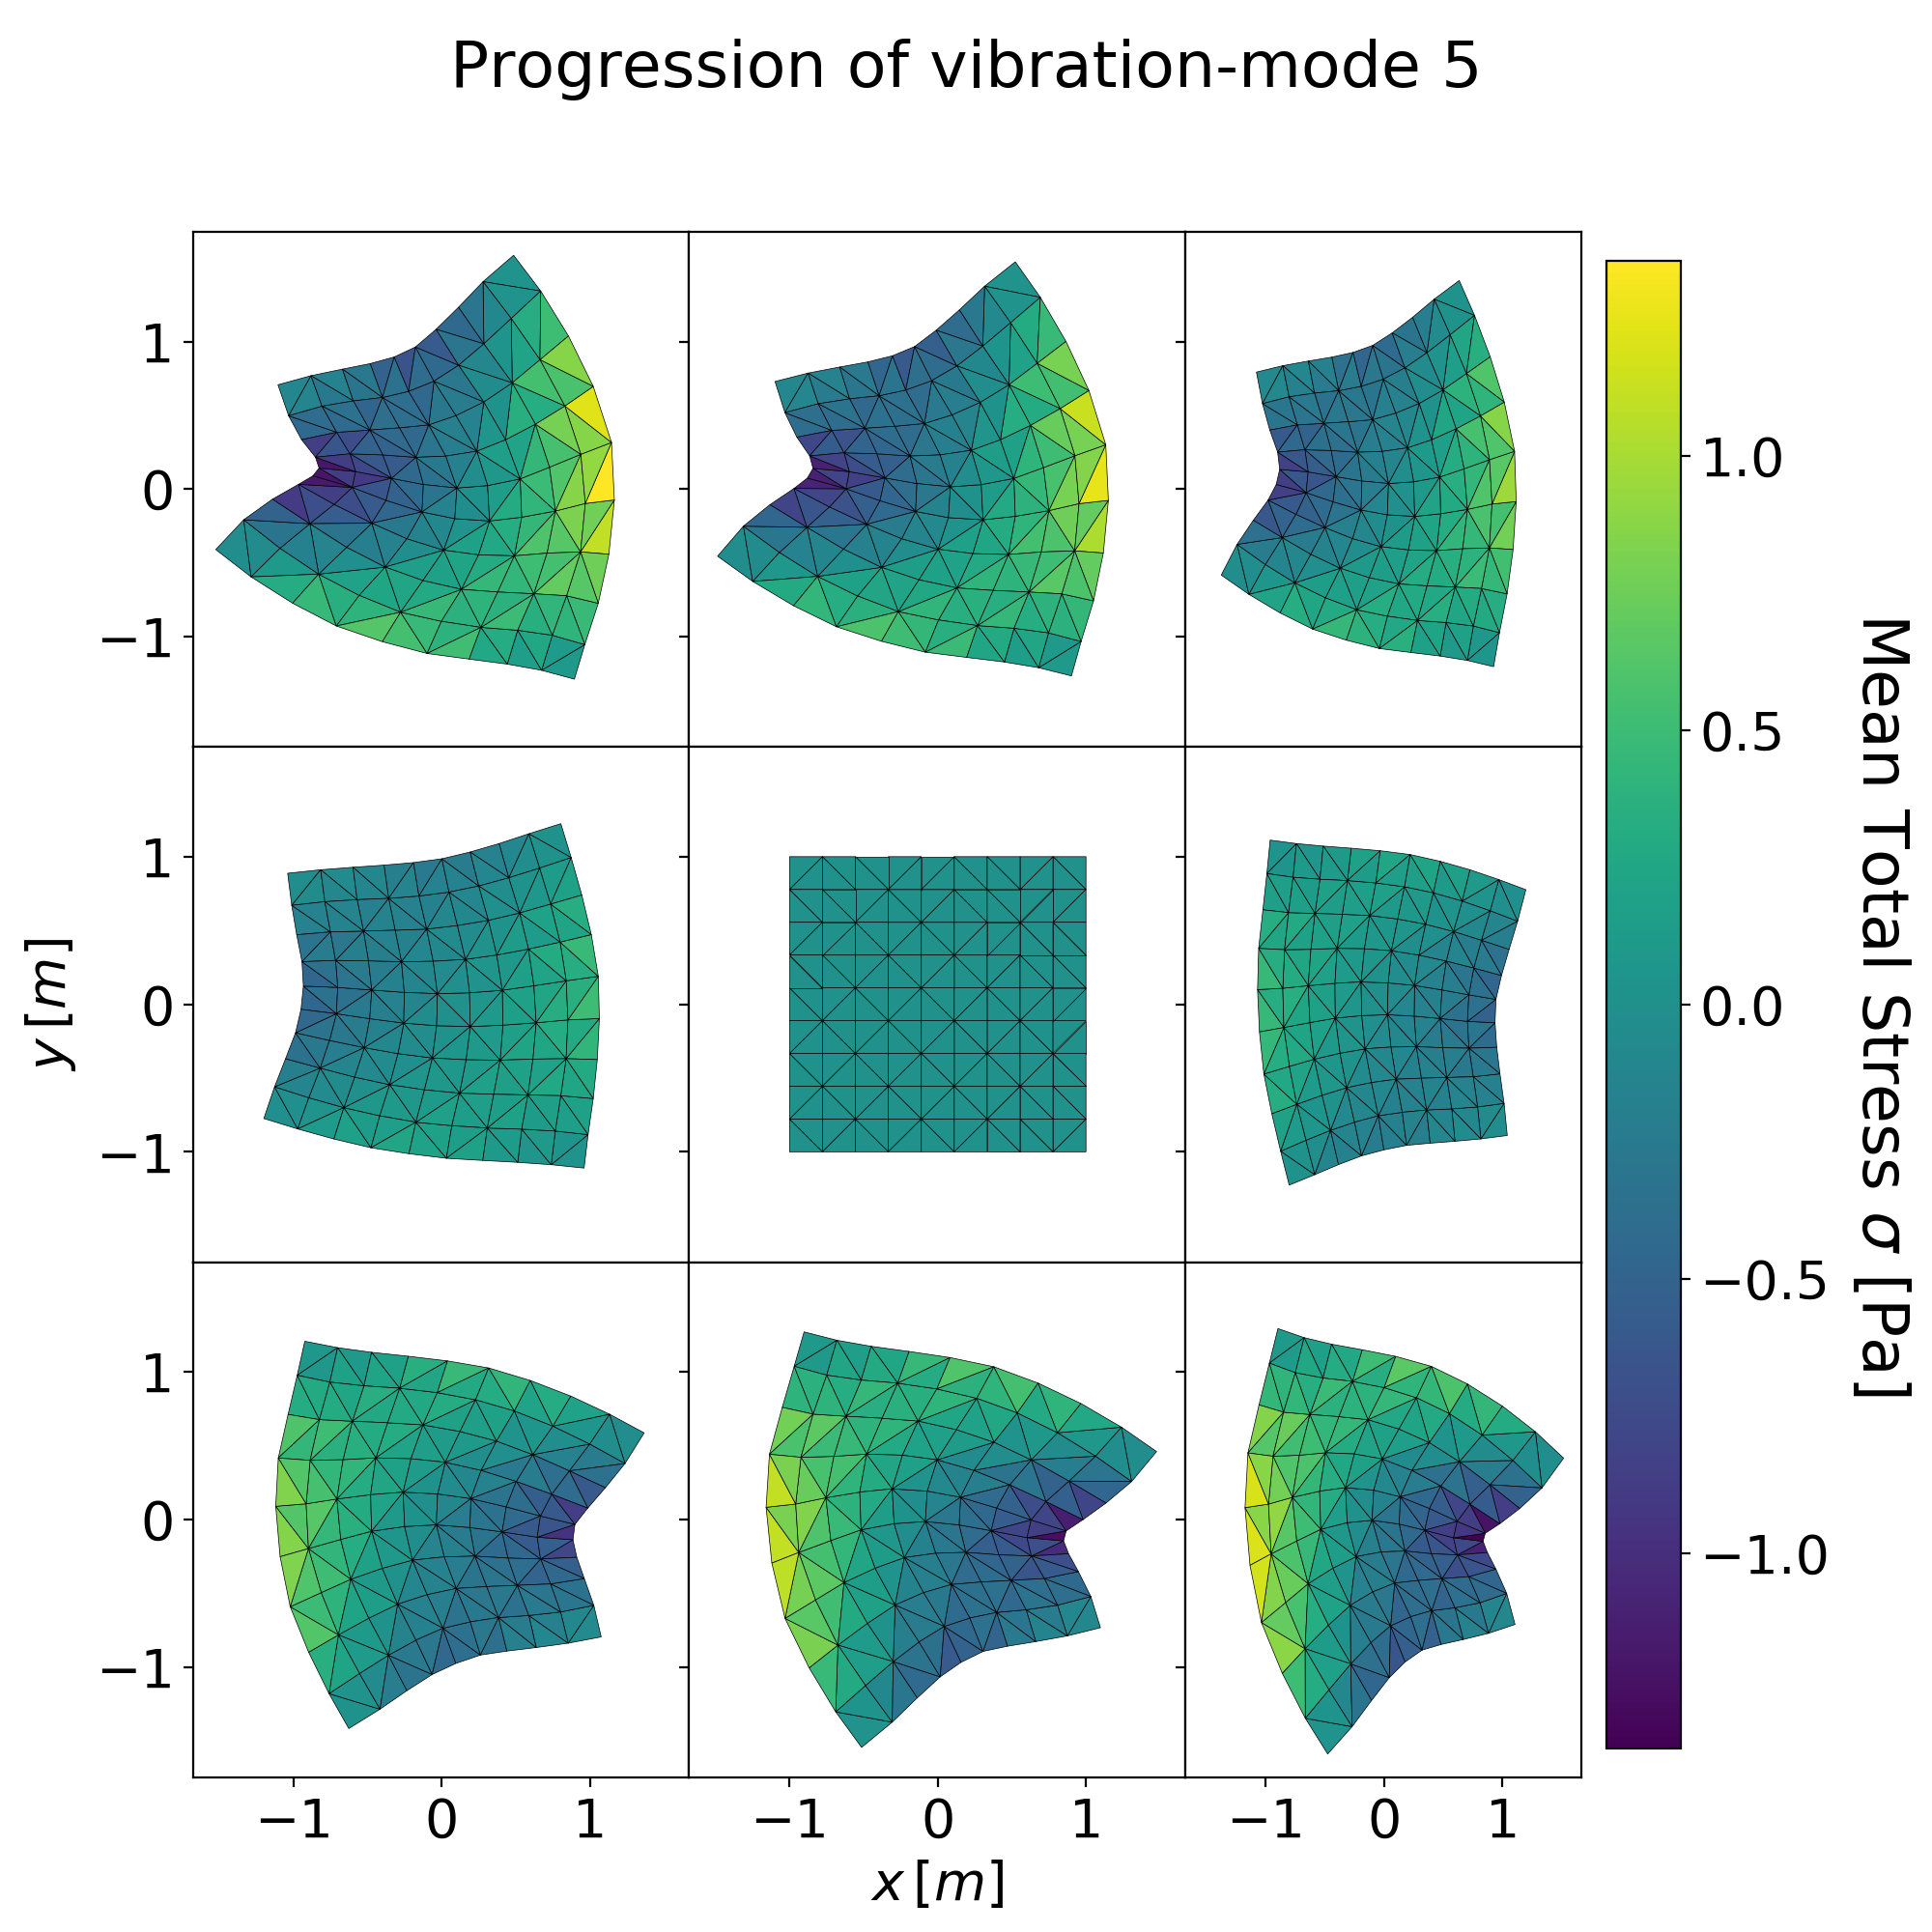 Progression of vibration-mode 5
1
0
−1
1
0
−1
1
0
−1
y [m]
−1 0 1 −1 0 1 −1 0 1
x [m]
1.0
0.5
0.0
−0.5
−1.0
Mean Total Stress σ [Pa]